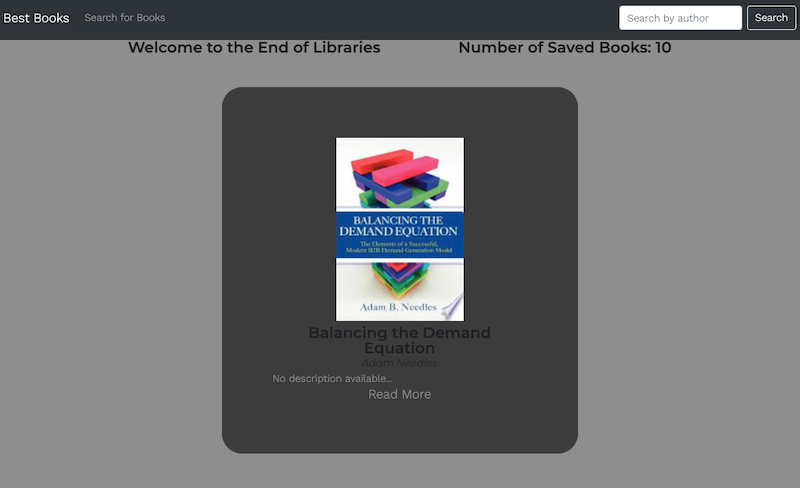 Best Books Search for Books Search by author Search
Welcome to the End of Libraries Number of Saved Books: 10
BALANCING THE
DEMAND EQUATION
The Elements of a Successful,
Modern B2B Demand Generation Model
Adam B. Needles
Balancing the Demand
Equation
Adam Needles
No description available...
Read More